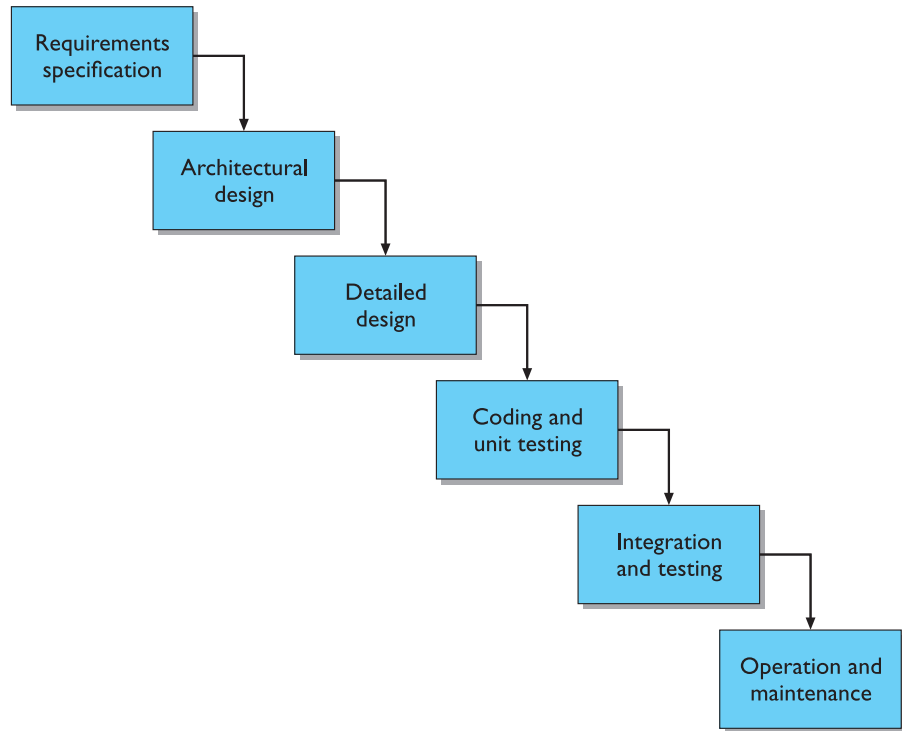 Requirements
specification
Architectural
design
Detailed
design
Coding and
unit testing
Integration
and testing
Operation and
maintenance